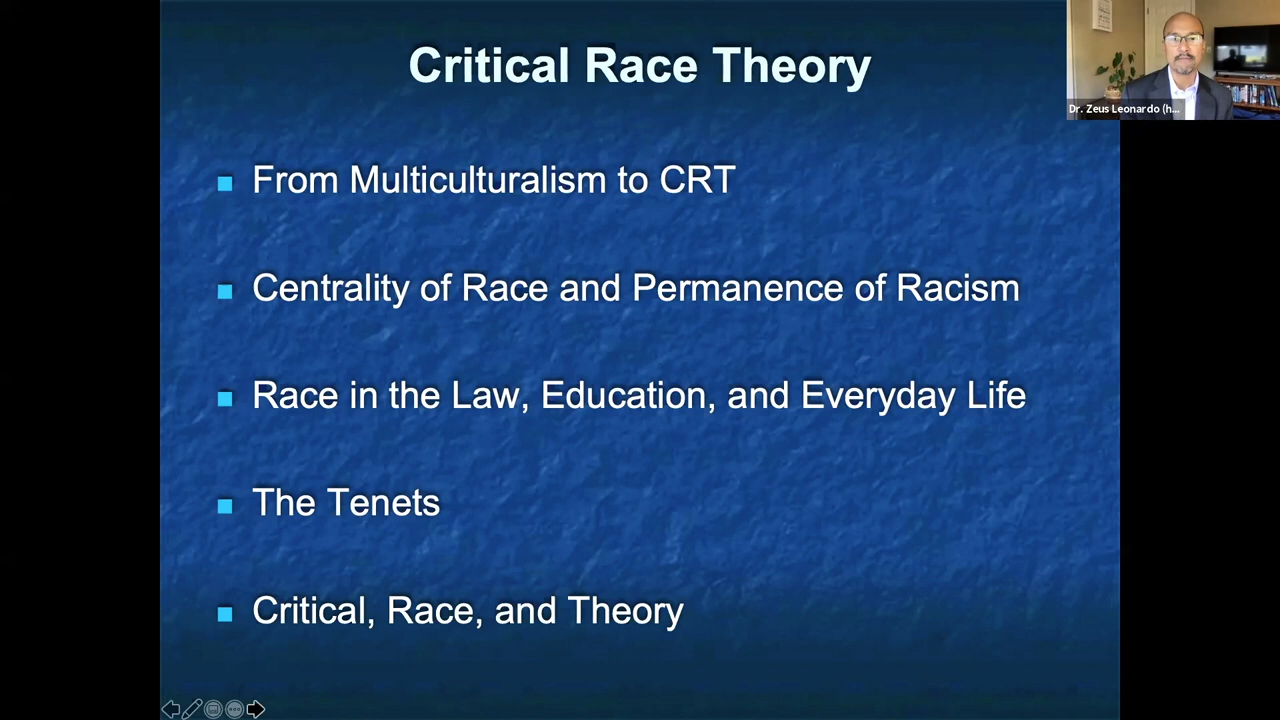 Critical Race Theory
Dr. Zeus Leonardo (h...
From Multiculturalism to CRT
Centrality of Race and Permanence of Racism
Race in the Law, Education, and Everyday Life
The Tenets
Critical, Race, and Theory